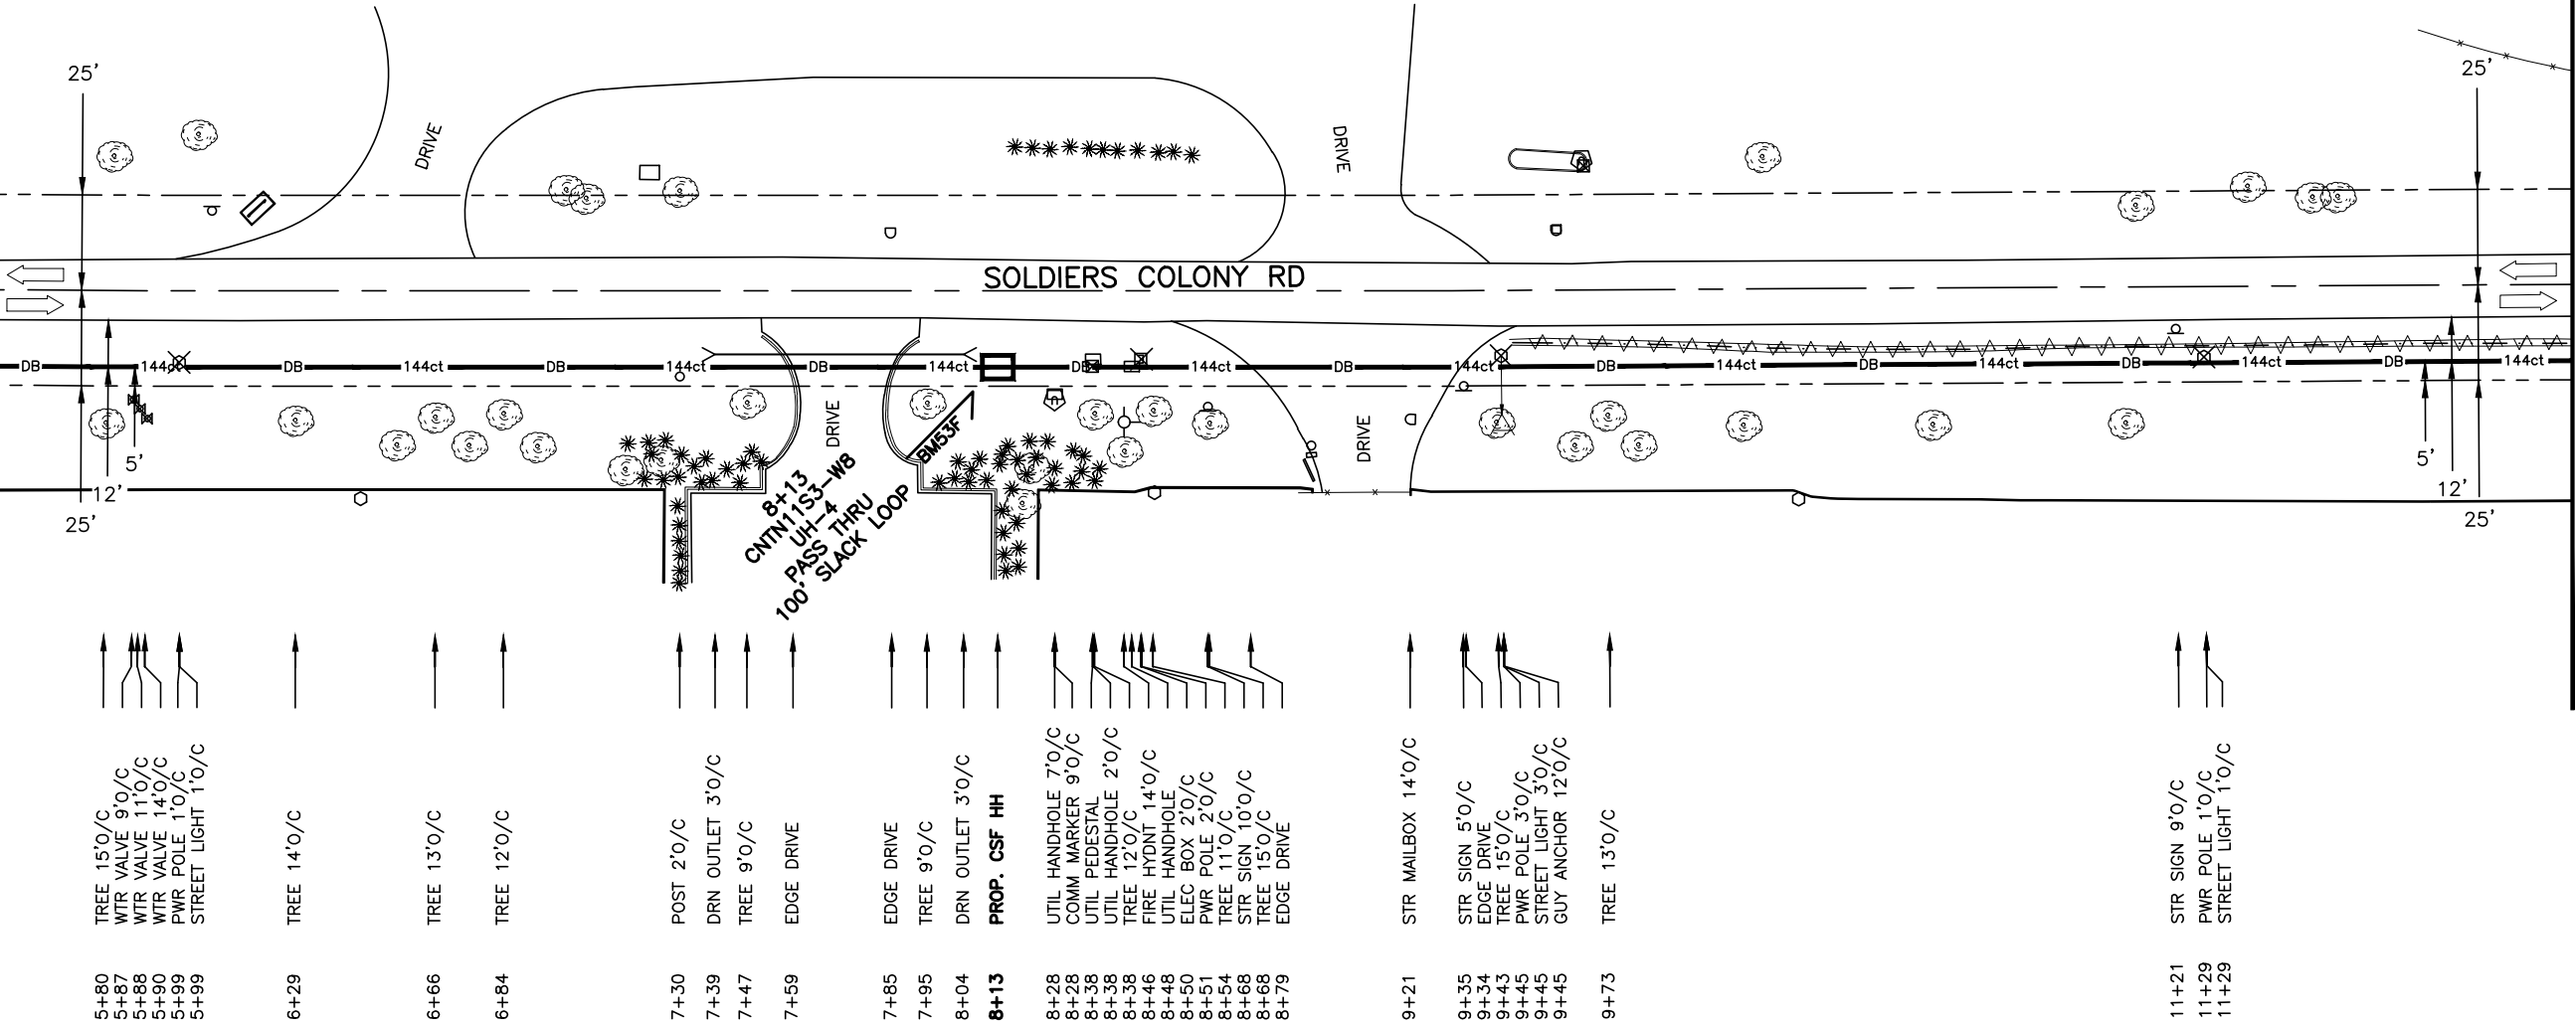 25'
25'
DRIVE
DRIVE
SOLDIERS COLONY RD
DB 144ct DB 144ct DB 144ct DB 144ct DB 144ct DB 144ct DB 144ct DB 144ct DB 144ct DB 144ct
DRIVE
DRIVE
BM53F
5'
12'
25'
5'
12'
25'
8+13
CNTN11S3-W8
UH-4
PASS THRU
100' SLACK LOOP
5+80 TREE 15'O/C
5+87 WTR VALVE 9'O/C
5+88 WTR VALVE 11'O/C
5+90 WTR VALVE 14'O/C
5+99 PWR POLE 1'O/C
5+99 STREET LIGHT 1'O/C
6+29 TREE 14'O/C
6+66 TREE 13'O/C
6+84 TREE 12'O/C
7+30 POST 2'O/C
7+39 DRN OUTLET 3'O/C
7+47 TREE 9'O/C
7+59 EDGE DRIVE
7+85 EDGE DRIVE
7+95 TREE 9'O/C
8+04 DRN OUTLET 3'O/C
8+13 PROP. CSF HH
8+28 UTIL HANDHOLE 7'O/C
8+28 COMM MARKER 9'O/C
8+38 UTIL PEDESTAL
8+38 UTIL HANDHOLE 2'O/C
8+38 TREE 12'O/C
8+46 FIRE HYDNT 14'O/C
8+48 UTIL HANDHOLE
8+50 ELEC BOX 2'O/C
8+51 PWR POLE 2'O/C
8+54 TREE 11'O/C
8+68 STR SIGN 10'O/C
8+68 TREE 15'O/C
8+79 EDGE DRIVE
9+21 STR MAILBOX 14'O/C
9+35 STR SIGN 5'O/C
9+34 EDGE DRIVE
9+43 TREE 15'O/C
9+45 PWR POLE 3'O/C
9+45 STREET LIGHT 3'O/C
9+45 GUY ANCHOR 12'O/C
9+73 TREE 13'O/C
11+21 STR SIGN 9'O/C
11+29 PWR POLE 1'O/C
11+29 STREET LIGHT 1'O/C